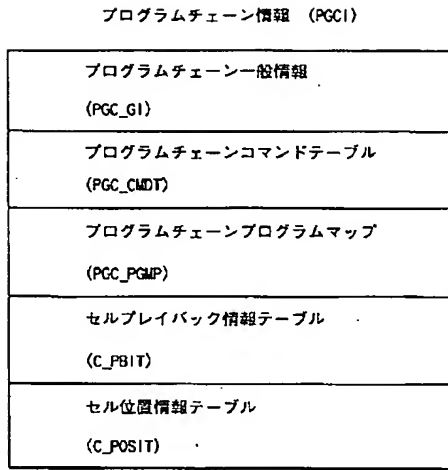 プログラムチェーン情報 (PGCI)
プログラムチェーン一般情報
(PGC_GI)
プログラムチェーンコマンドテーブル
(PGC_CMDT)
プログラムチェーンプログラムマップ
(PGC_PGMP)
セルプレイバック情報テーブル
(C_PBIT)
セル位置情報テーブル
(C_POSIT)